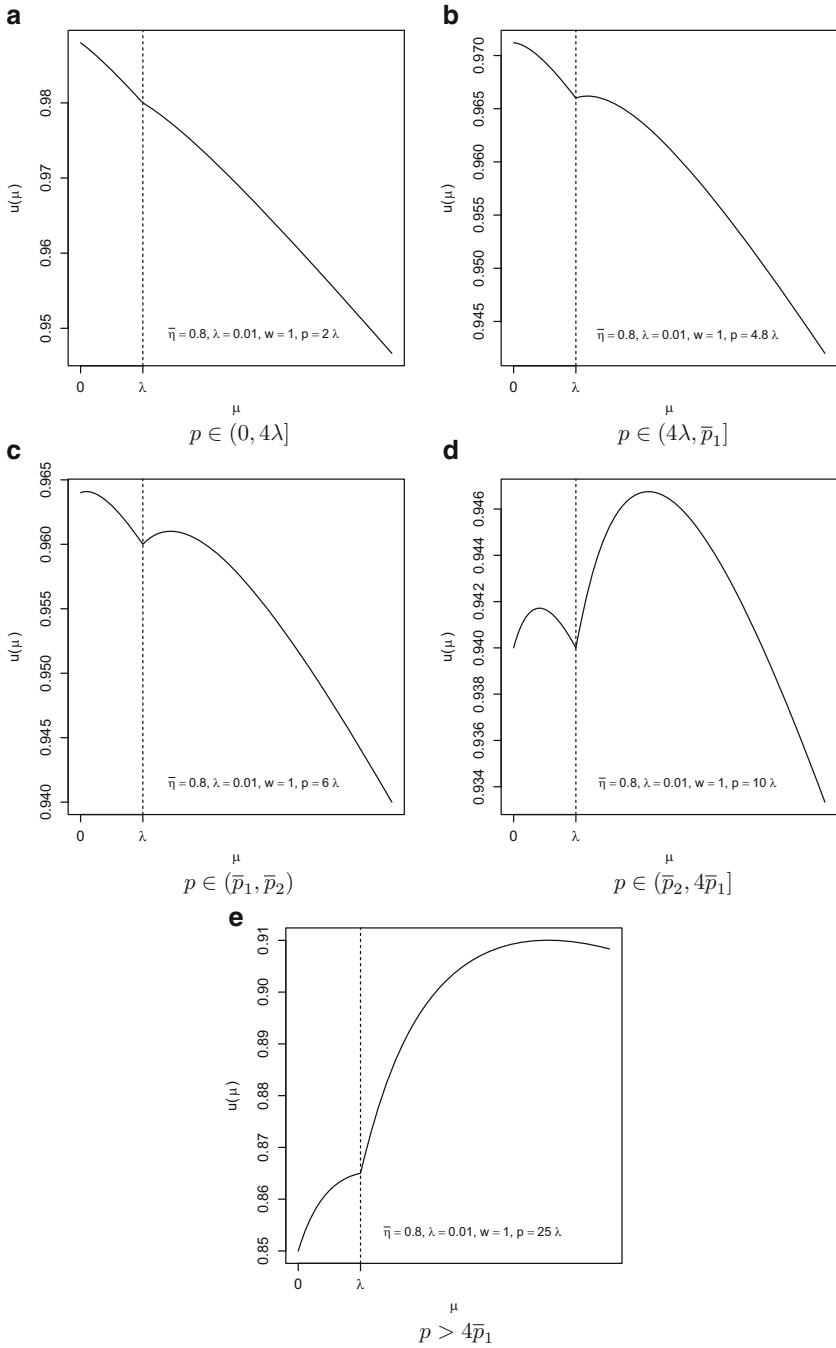 a
u(μ)
0.98
0.97
0.96
0.95
η̅ = 0.8, λ = 0.01, w = 1, p = 2 λ
0 λ
μ
p ∈ (0, 4λ]
b
u(μ)
0.970
0.965
0.960
0.955
0.950
0.945
η̅ = 0.8, λ = 0.01, w = 1, p = 4.8 λ
0 λ
μ
p ∈ (4λ, p̅₁]
c
u(μ)
0.965
0.960
0.955
0.950
0.945
0.940
η̅ = 0.8, λ = 0.01, w = 1, p = 6 λ
0 λ
μ
p ∈ (p̅₁, p̅₂)
d
u(μ)
0.946
0.944
0.942
0.940
0.938
0.936
0.934
η̅ = 0.8, λ = 0.01, w = 1, p = 10 λ
0 λ
μ
p ∈ (p̅₂, 4p̅₁]
e
u(μ)
0.91
0.90
0.89
0.88
0.87
0.86
0.85
η̅ = 0.8, λ = 0.01, w = 1, p = 25 λ
0 λ
μ
p > 4p̅₁